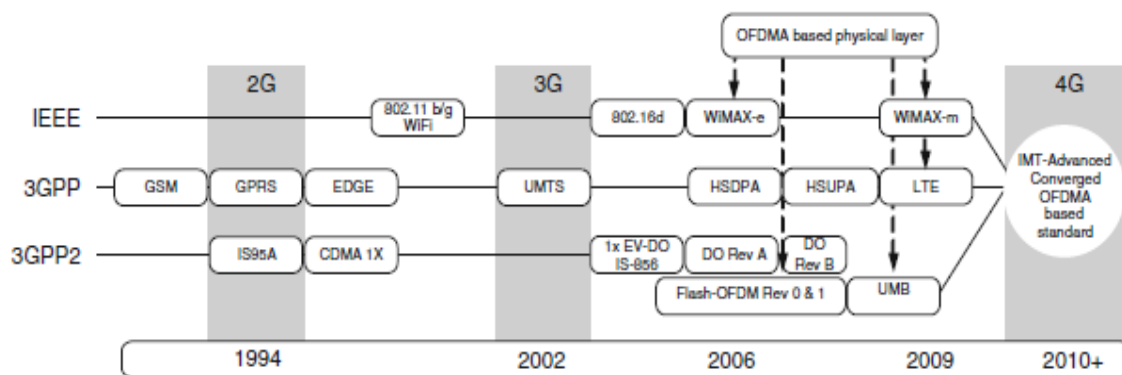 OFDMA based physical layer
2G
3G
4G
IEEE
802.11 b/g
WiFi
802.16d
WiMAX-e
WiMAX-m
3GPP
GSM
GPRS
EDGE
UMTS
HSDPA
HSUPA
LTE
IMT-Advanced
Converged
OFDMA
based
standard
3GPP2
IS95A
CDMA 1X
1x EV-DO
IS-856
DO Rev A
DO
Rev B
Flash-OFDM Rev 0 & 1
UMB
1994
2002
2006
2009
2010+